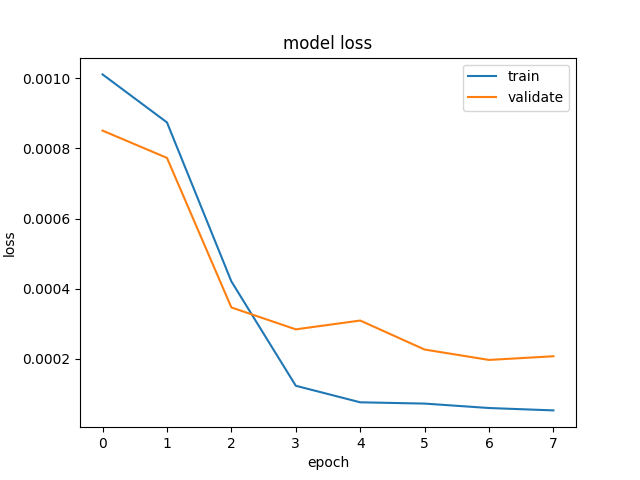 model loss
train
validate
0.0010
0.0008
0.0006
0.0004
0.0002
loss
0 1 2 3 4 5 6 7
epoch